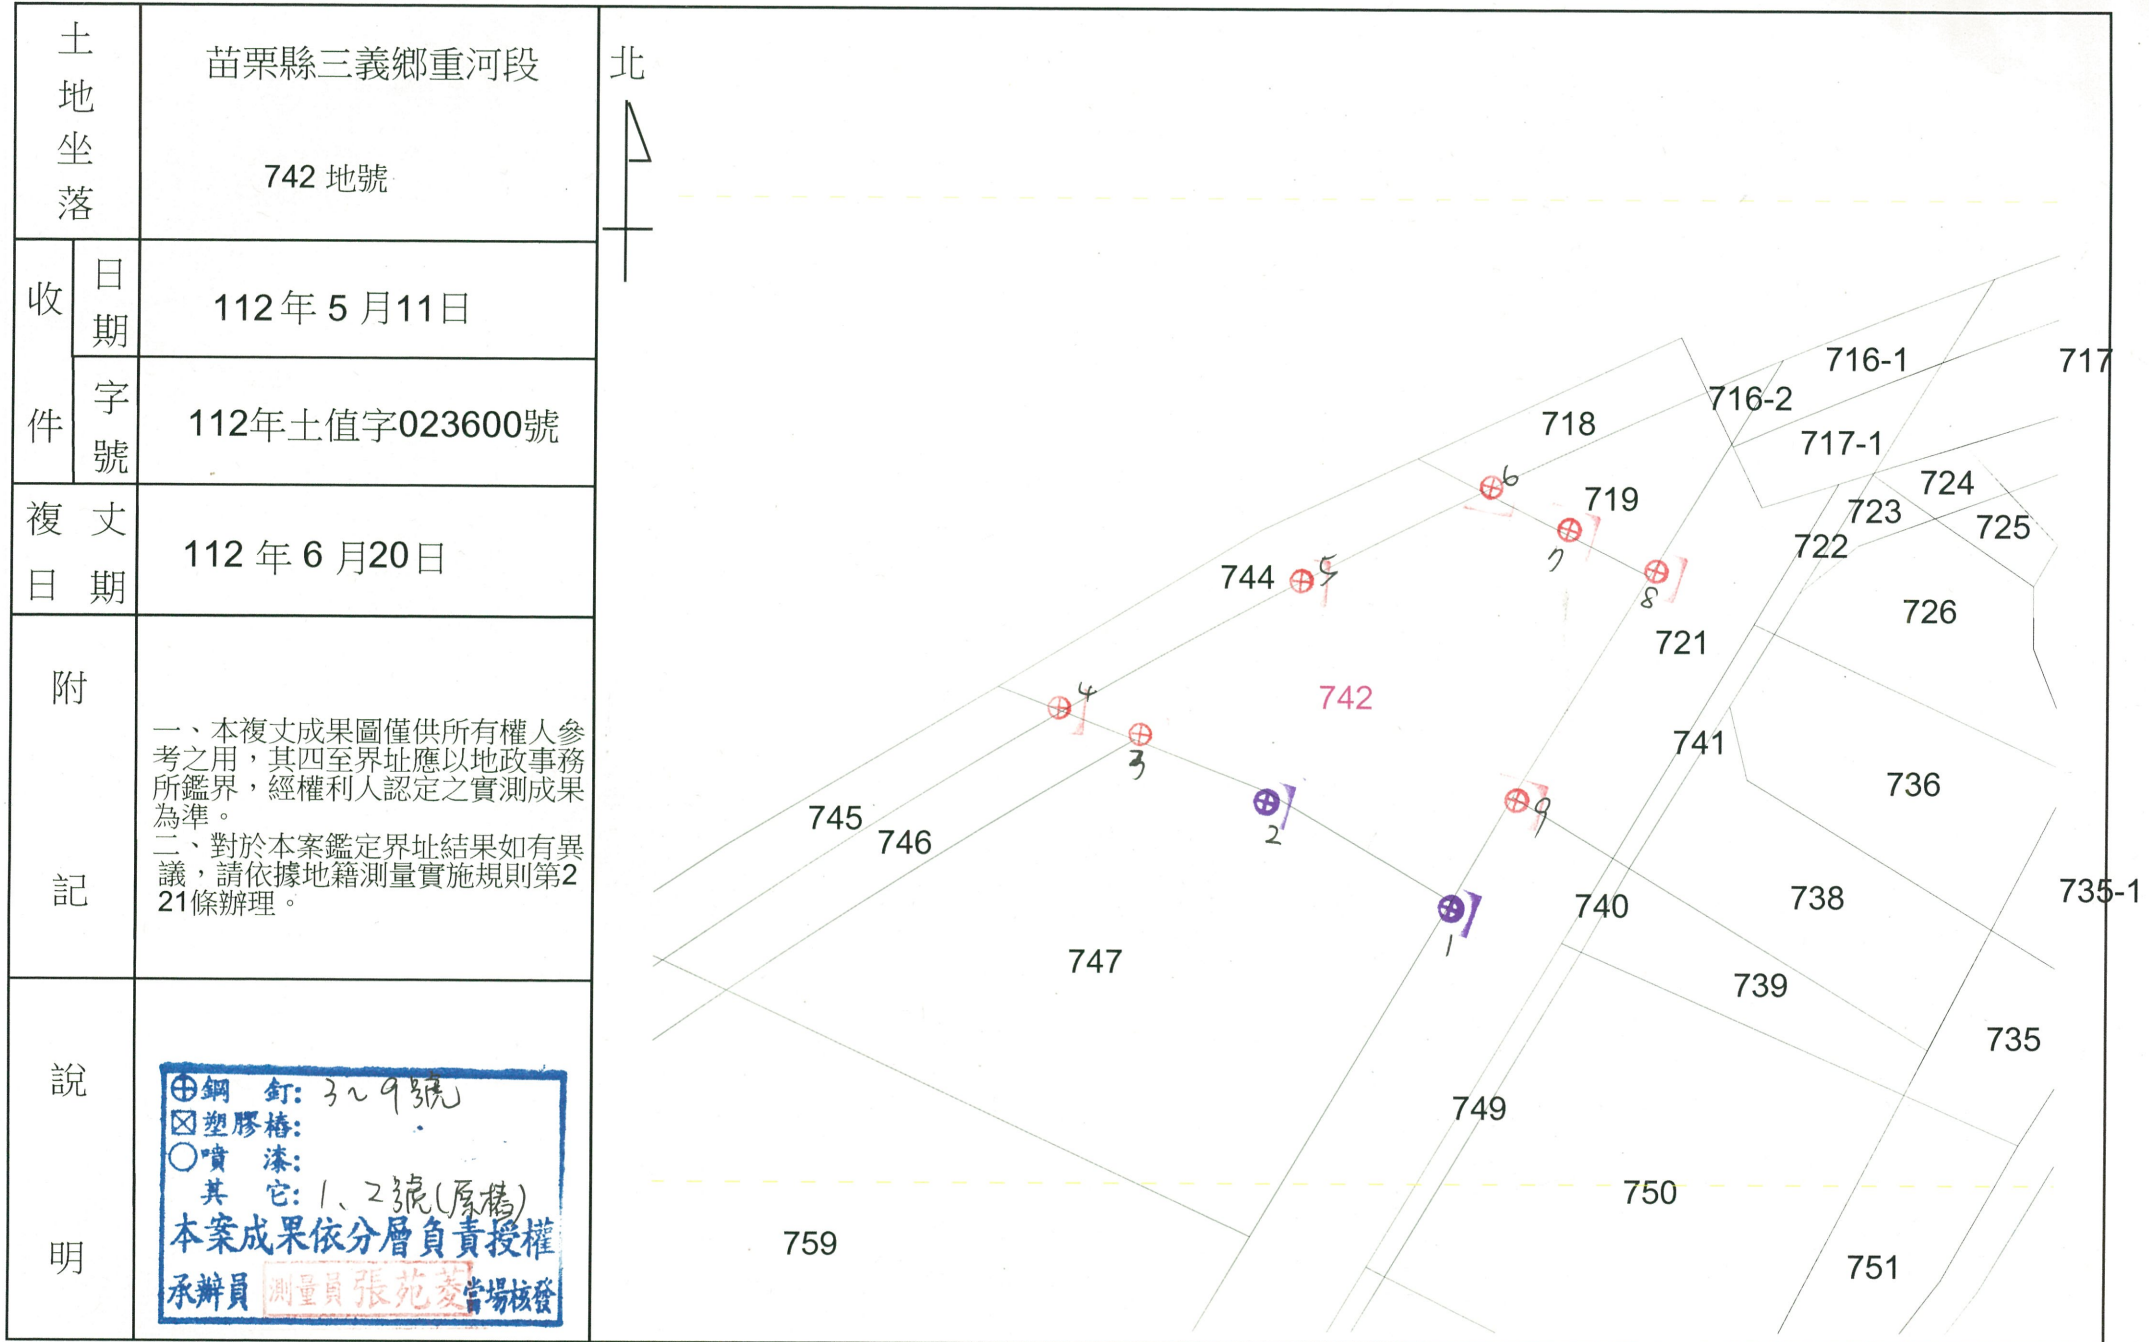 土地坐落
苗栗縣三義鄉重河段
742 地號
收件
日期
112 年 5 月11日
字號
112年土值字023600號
複丈日期
112 年 6 月20日
附記
一、本複丈成果圖僅供所有權人參
考之用，其四至界址應以地政事務
所鑑界，經權利人認定之實測成果
為準。
二、對於本案鑑定界址結果如有異
議，請依據地籍測量實施規則第2
21條辦理。
說明
鋼 釘: 3~9號
塑膠樁:
噴 漆:
其 它: 1、2號(原樁)
本案成果依分層負責授權
承辦員 測量員張苑菱 當場核發
北
716-1
717
716-2
718
717-1
6
719
724
723
725
722
7
5
744
8
726
721
4
742
3
741
736
9
745
746
2
735-1
738
740
1
747
739
735
749
750
759
751